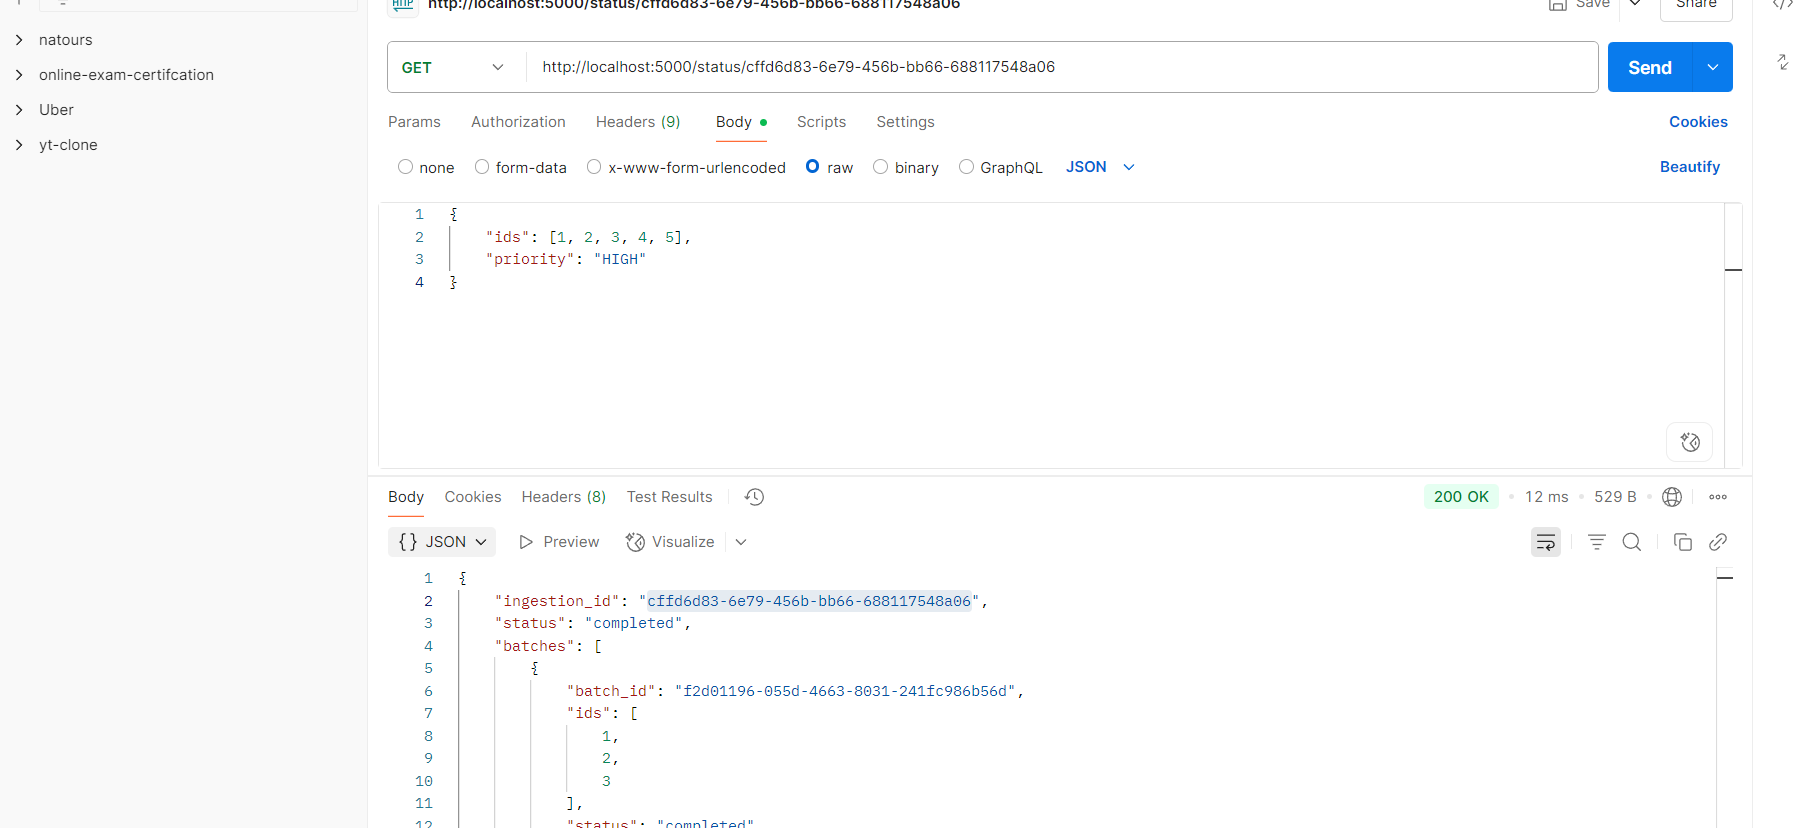 natours
online-exam-certifcation
Uber
yt-clone
HTTP http://localhost:5000/status/cffd6d83-6e79-456b-bb66-688117548a06 Save Share
GET http://localhost:5000/status/cffd6d83-6e79-456b-bb66-688117548a06 Send
Params Authorization Headers (9) Body Scripts Settings Cookies
none form-data x-www-form-urlencoded raw binary GraphQL JSON Beautify
1 {
2 "ids": [1, 2, 3, 4, 5],
3 "priority": "HIGH"
4 }
Body Cookies Headers (8) Test Results 200 OK • 12 ms • 529 B •
{} JSON Preview Visualize
1 {
2 "ingestion_id": "cffd6d83-6e79-456b-bb66-688117548a06",
3 "status": "completed",
4 "batches": [
5 {
6 "batch_id": "f2d01196-055d-4663-8031-241fc986b56d",
7 "ids": [
8 1,
9 2,
10 3
11 ],
12 "status": "completed"